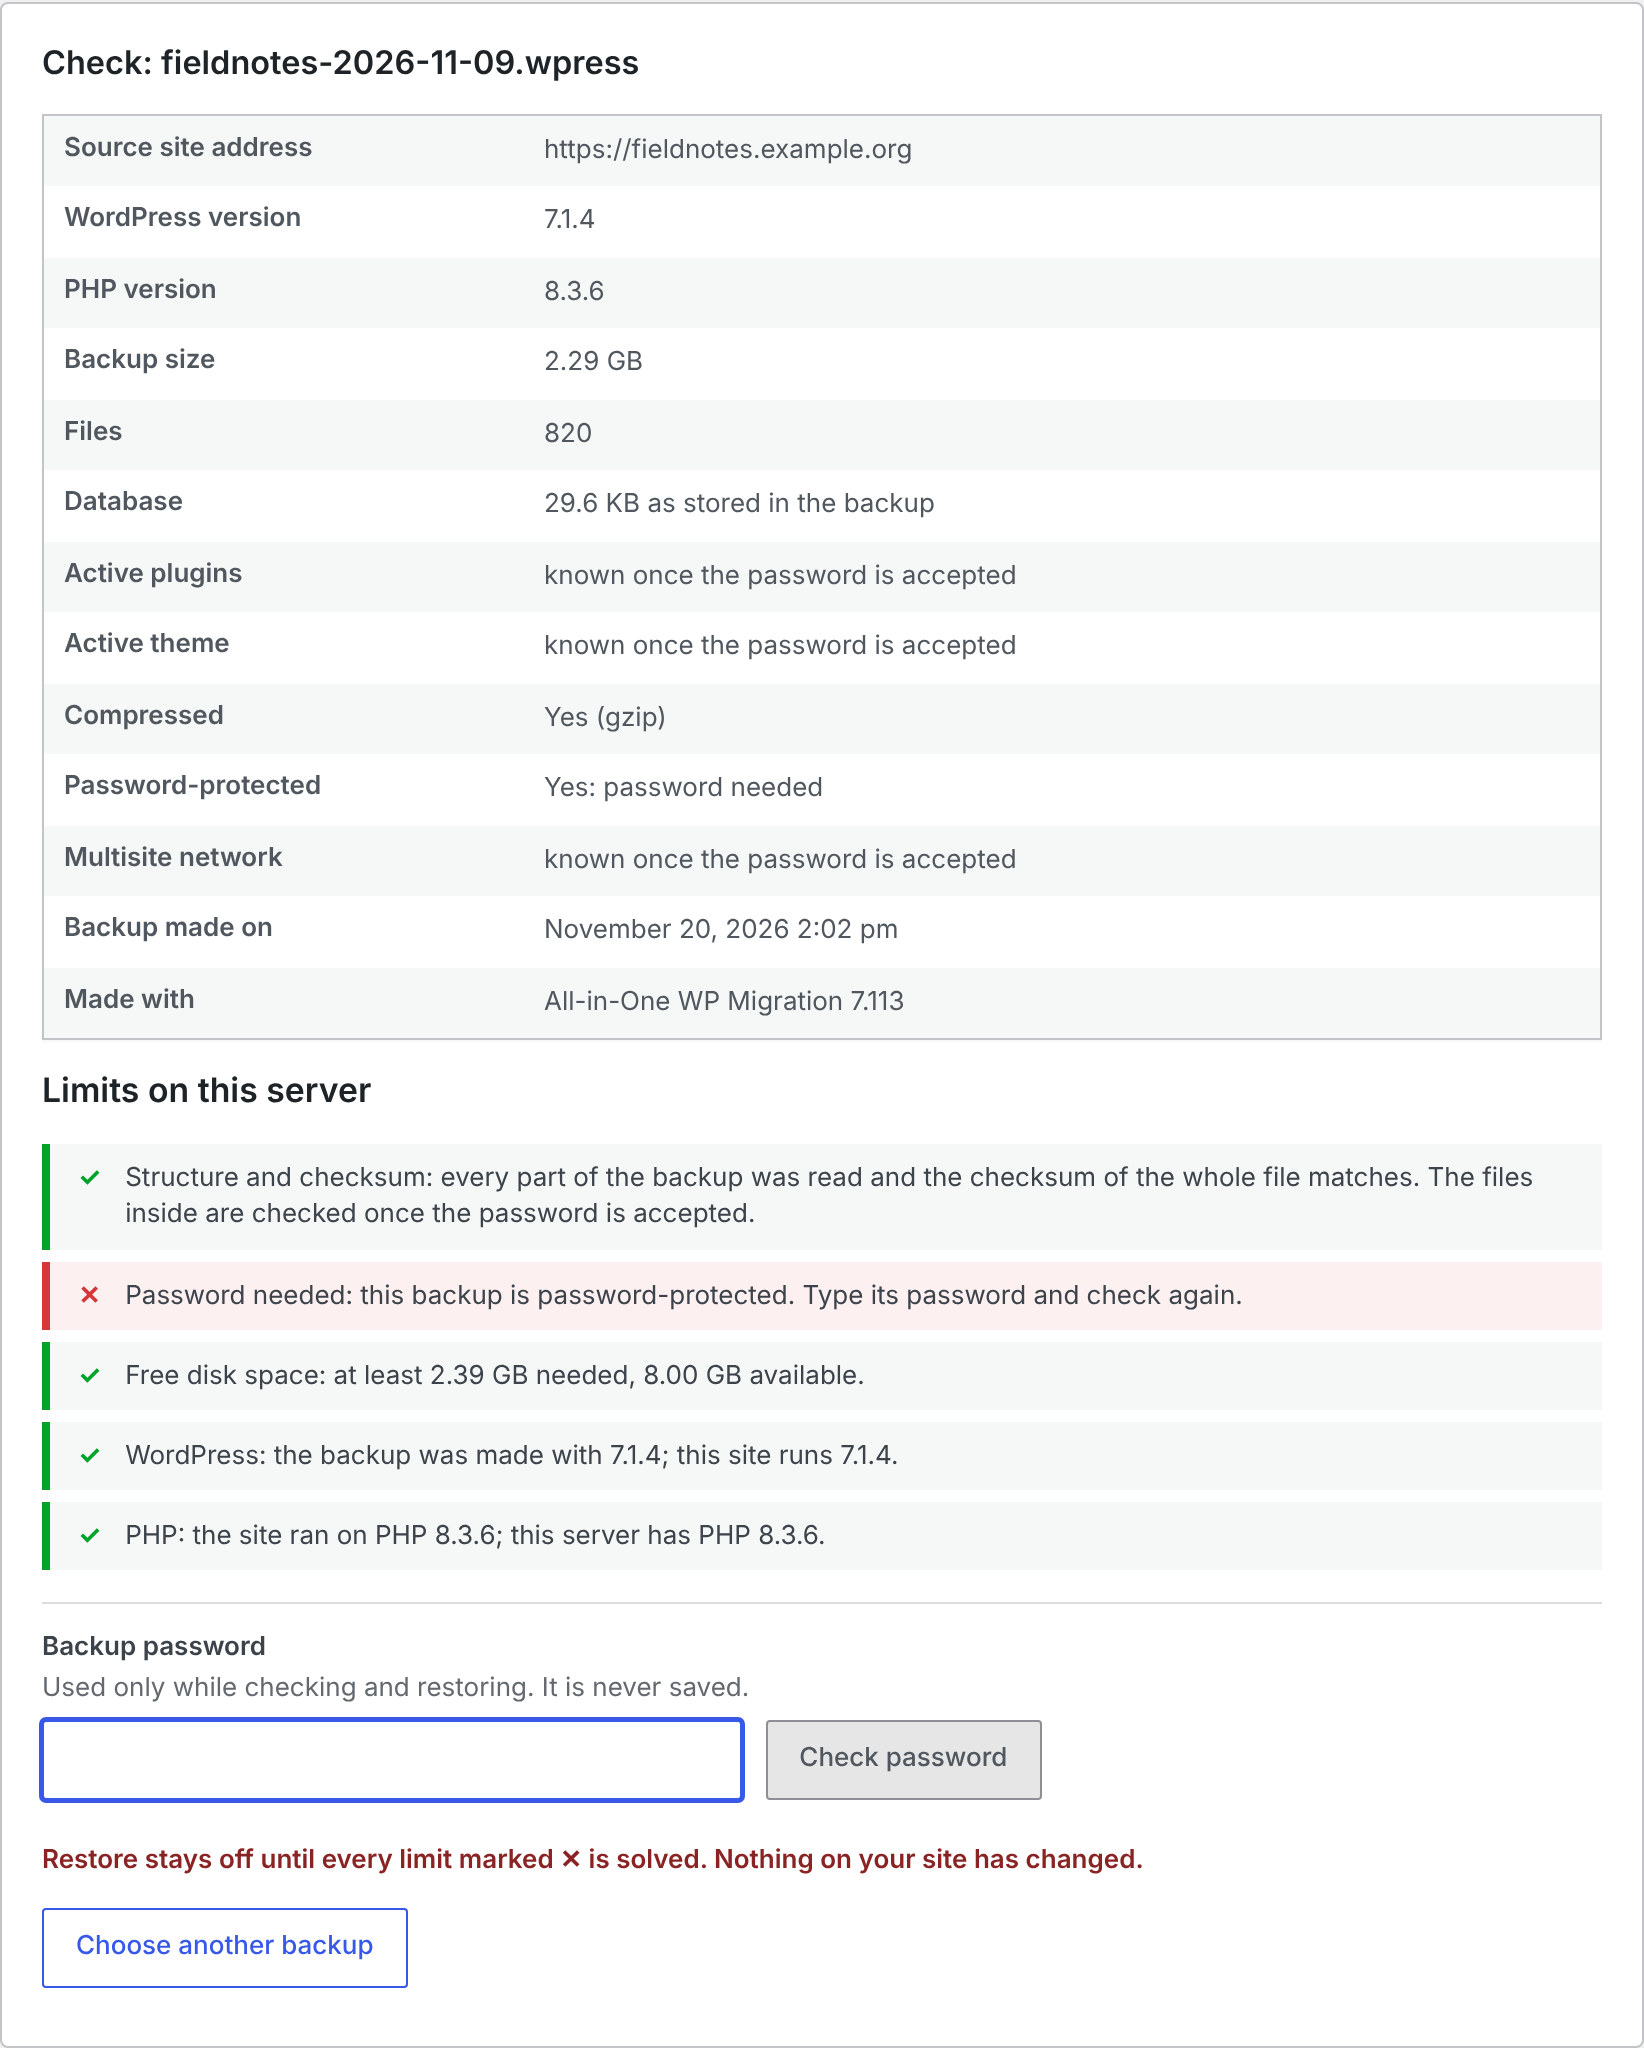 Check: fieldnotes-2026-11-09.wpress
Source site address https://fieldnotes.example.org
WordPress version 7.1.4
PHP version 8.3.6
Backup size 2.29 GB
Files 820
Database 29.6 KB as stored in the backup
Active plugins known once the password is accepted
Active theme known once the password is accepted
Compressed Yes (gzip)
Password-protected Yes: password needed
Multisite network known once the password is accepted
Backup made on November 20, 2026 2:02 pm
Made with All-in-One WP Migration 7.113
Limits on this server
✓ Structure and checksum: every part of the backup was read and the checksum of the whole file matches. The files
inside are checked once the password is accepted.
✕ Password needed: this backup is password-protected. Type its password and check again.
✓ Free disk space: at least 2.39 GB needed, 8.00 GB available.
✓ WordPress: the backup was made with 7.1.4; this site runs 7.1.4.
✓ PHP: the site ran on PHP 8.3.6; this server has PHP 8.3.6.
Backup password
Used only while checking and restoring. It is never saved.
Check password
Restore stays off until every limit marked ✕ is solved. Nothing on your site has changed.
Choose another backup